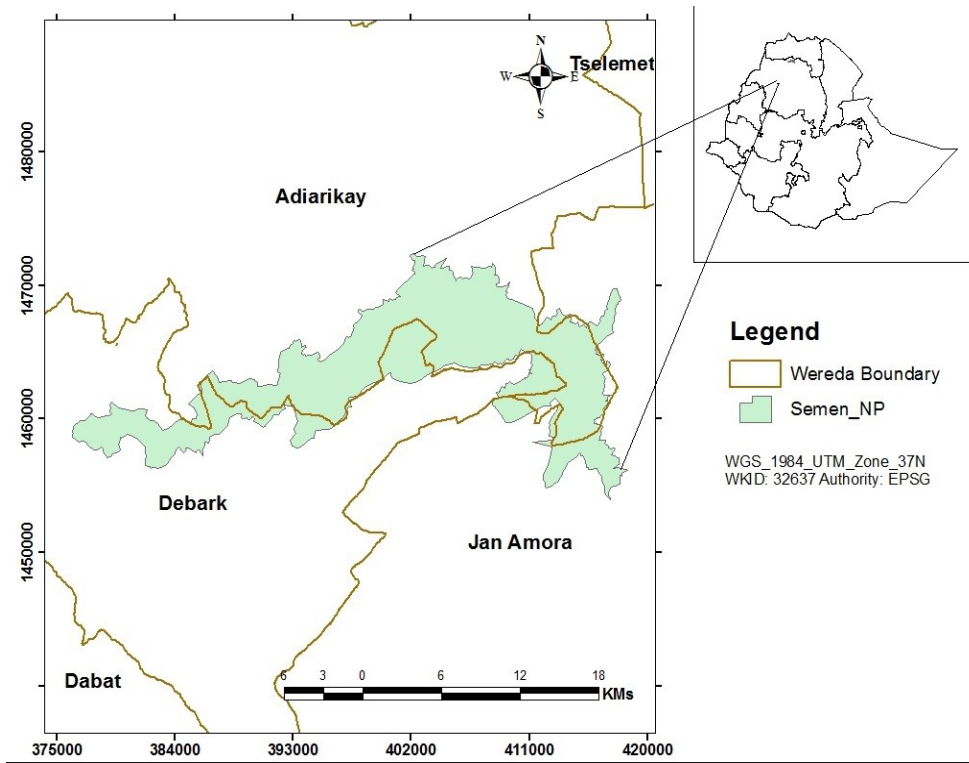 N
W E
S
Tselemet
Adiarikay
Debark
Jan Amora
Dabat
1480000
1470000
1460000
1450000
6 3 0 6 12 18
KMs
375000 384000 393000 402000 411000 420000
Legend
Wereda Boundary
Semen_NP
WGS_1984_UTM_Zone_37N
WKID: 32637 Authority: EPSG